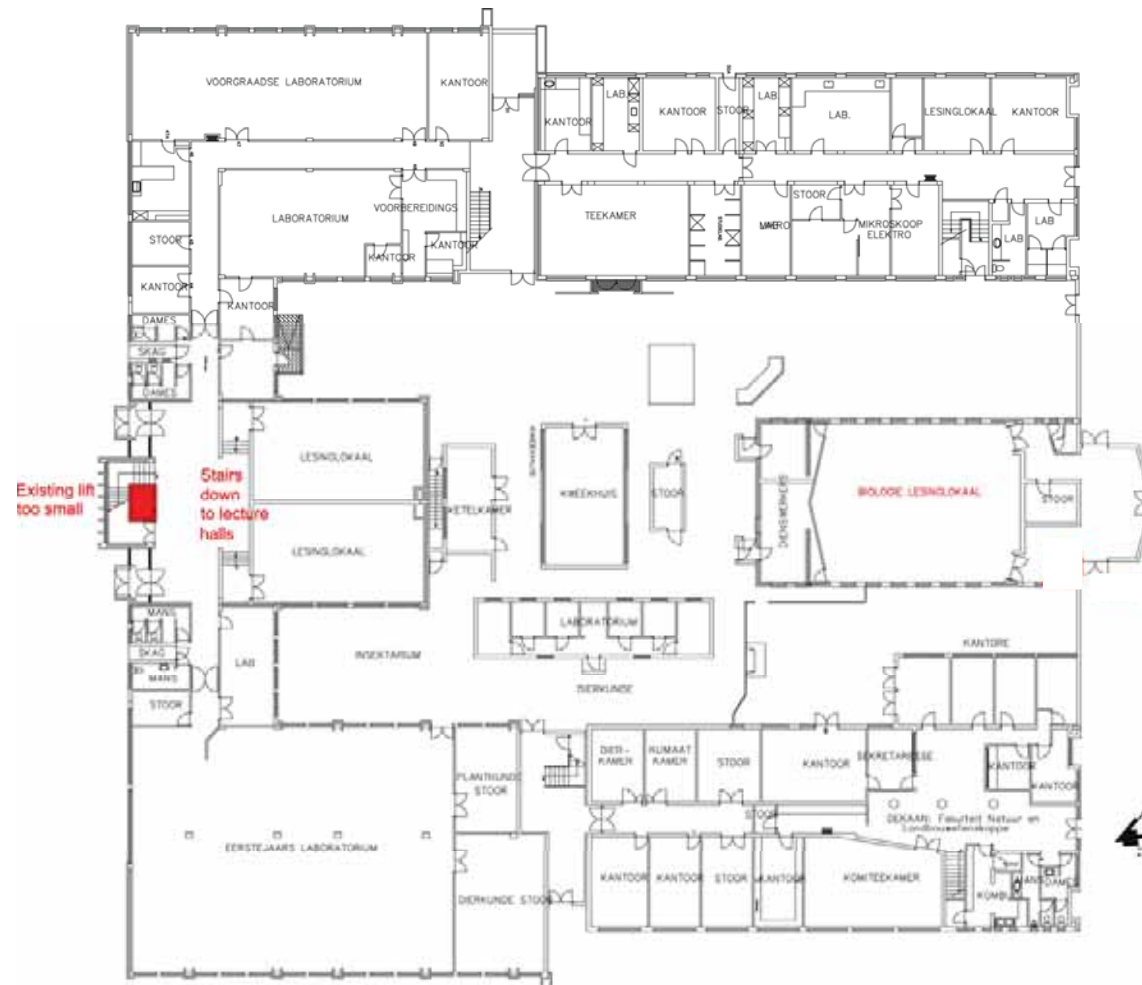 VOORGRAADSE LABORATORIUM
KANTOOR
KANTOOR
LAB.
KANTOOR
STOOR
LAB.
LAB.
LESINGLOKAAL
KANTOOR
LABORATORIUM
VOORBEREIDINGS
KANTOOR
KANTOOR
STOOR
KANTOOR
KANTOOR
DAMES
SKAG
DAMES
TEEKAMER
STOOR
MIKROSKOOP
ELEKTRO
LAB
LAB
LESINGLOKAAL
LESINGLOKAAL
Existing lift
too small
Stairs
down
to lecture
halls
KETELKAMER
KWEEKHUIS
STOOR
DIENSWERKERS
BIOLOGIE LESINGLOKAAL
STOOR
MANS
SKAG
MANS
STOOR
LAB
INSEKTARIUM
LABORATORIUM
DIERKUNDE
KANTORE
EERSTEJAARS LABORATORIUM
PLANTKUNDE
STOOR
DIERKUNDE STOOR
DIER-
KAMER
KLIMAAT
KAMER
STOOR
KANTOOR
SEKRETARESSE
KANTOOR
KANTOOR
STOOR
DEKAAN: Fakulteit Natuur en
Landbouwetenskappe
KANTOOR
KANTOOR
STOOR
KANTOOR
KOMITEEKAMER
KOMBUIS
MANS
DAMES